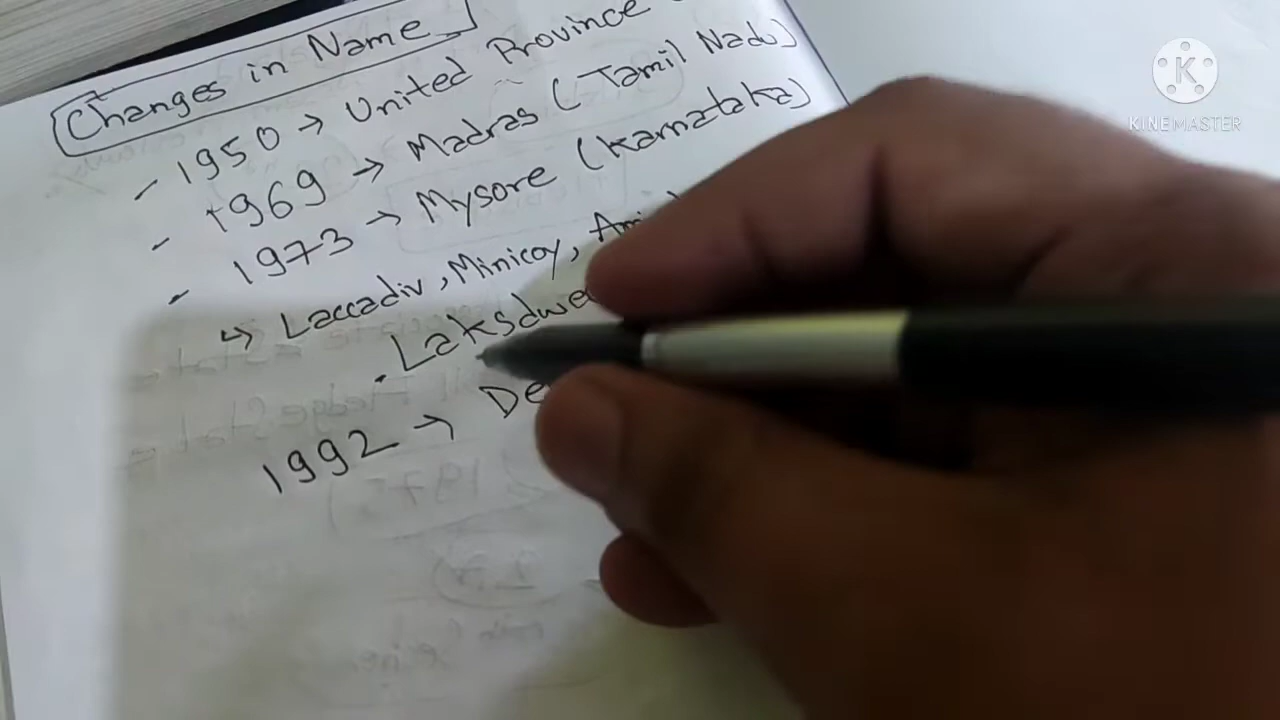 Changes in Name
- 1950 → United Province
- 1969 → Madras (Tamil Nadu)
- 1973 → Mysore (Karnataka)
↳ Laccadiv, Minicoy,
. Laksdwe
1992 → De
KINEMASTER